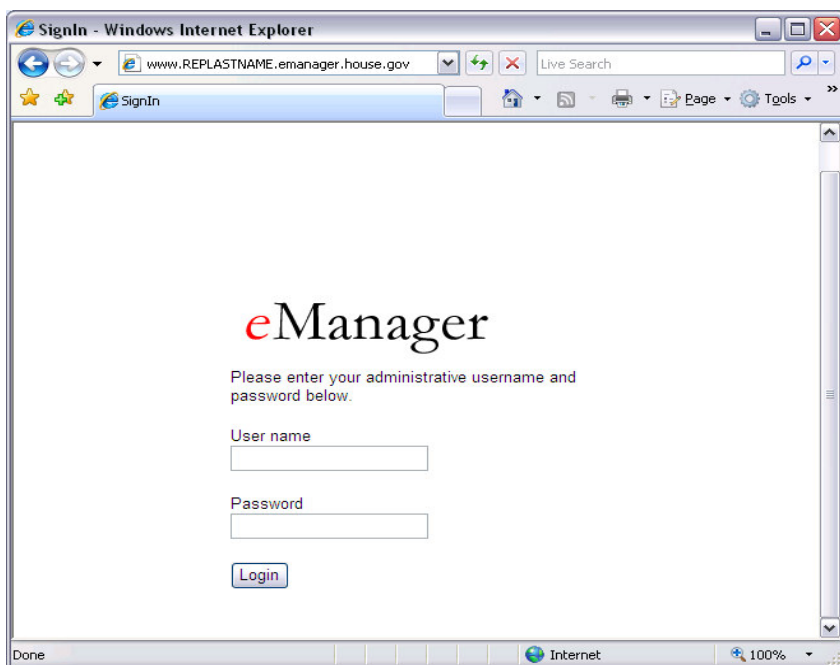 SignIn - Windows Internet Explorer
www.REPLASTNAME.emanager.house.gov
Live Search
SignIn
Page
Tools
»
eManager
Please enter your administrative username and
password below.
User name
Password
Login
Done
Internet
100%